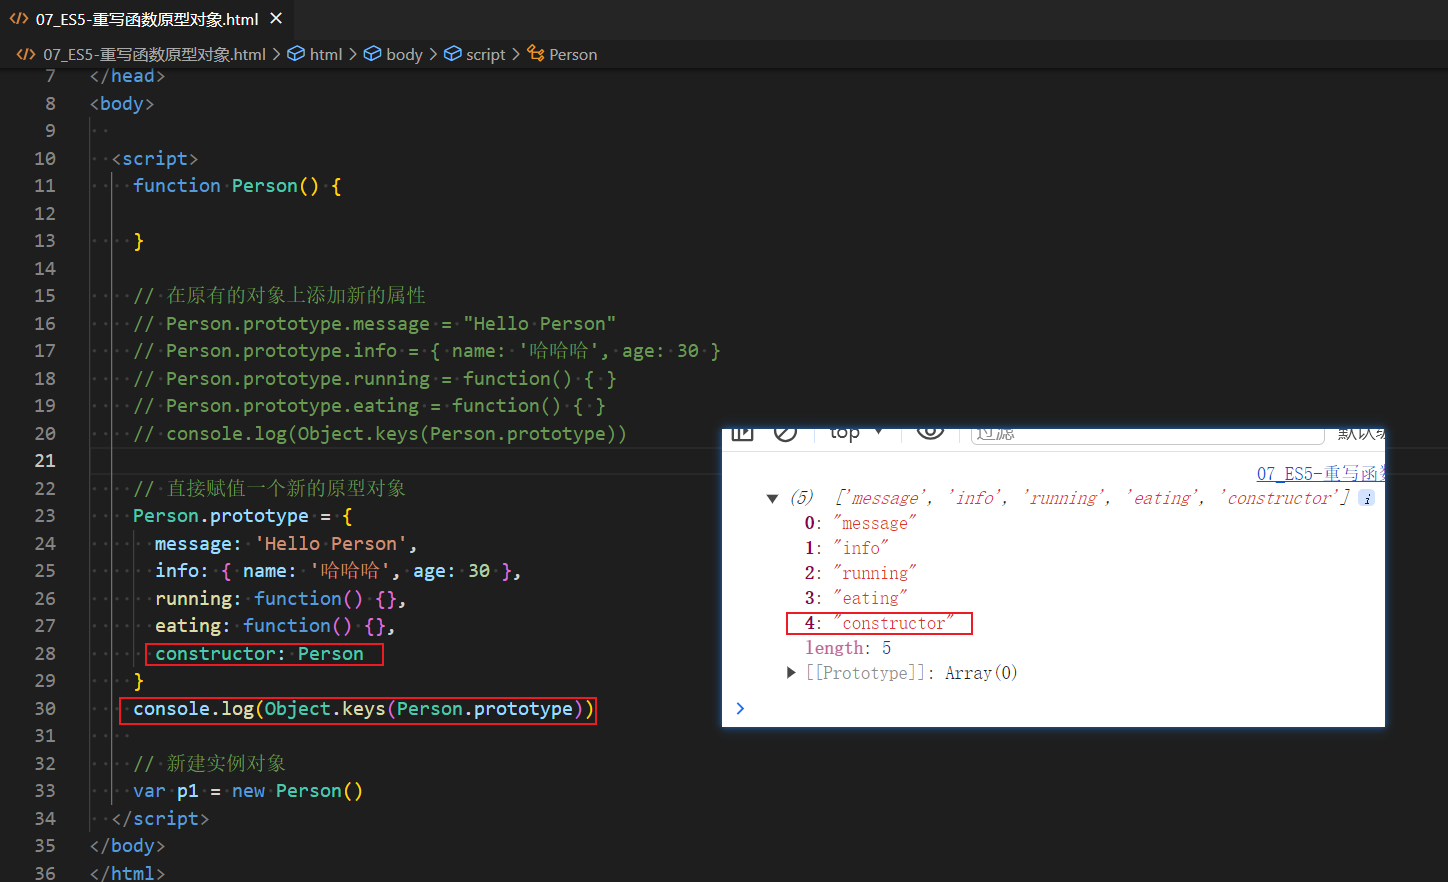 07_ES5-重写函数原型对象.html
07_ES5-重写函数原型对象.html > html > body > script > Person
7 </head>
8 <body>
9
10 <script>
11 function Person() {
12
13 }
14
15 // 在原有的对象上添加新的属性
16 // Person.prototype.message = "Hello Person"
17 // Person.prototype.info = { name: '哈哈哈', age: 30 }
18 // Person.prototype.running = function() { }
19 // Person.prototype.eating = function() { }
20 // console.log(Object.keys(Person.prototype))
21
22 // 直接赋值一个新的原型对象
23 Person.prototype = {
24 message: 'Hello Person',
25 info: { name: '哈哈哈', age: 30 },
26 running: function() {},
27 eating: function() {},
28 constructor: Person
29 }
30 console.log(Object.keys(Person.prototype))
31
32 // 新建实例对象
33 var p1 = new Person()
34 </script>
35 </body>
36 </html>
top 过滤 默认
07_ES5-重写函
(5) ['message', 'info', 'running', 'eating', 'constructor'] i
0: "message"
1: "info"
2: "running"
3: "eating"
4: "constructor"
length: 5
[[Prototype]]: Array(0)
>